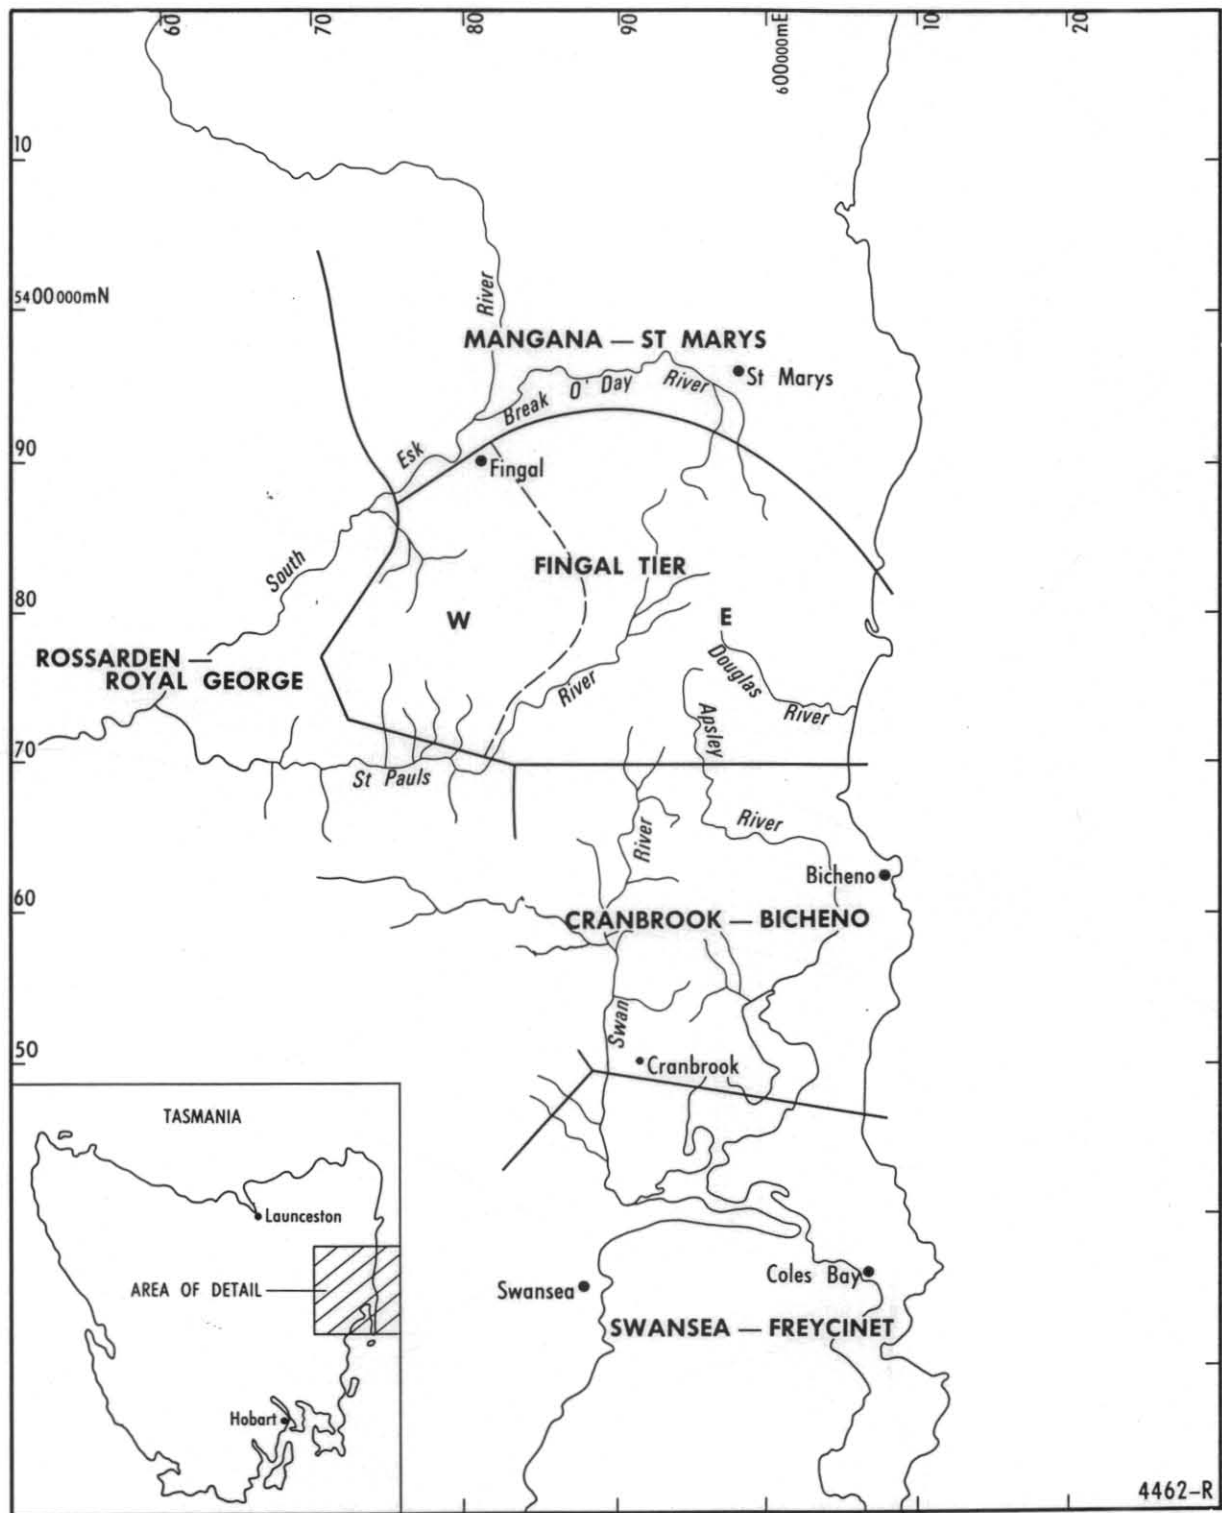 60
70
80
90
600000mE
10
20
10
5400000mN
River
MANGANA — ST MARYS
St Marys
Break O' Day River
90
Esk
Fingal
South
FINGAL TIER
80
W
E
ROSSARDEN —
ROYAL GEORGE
Douglas
River
River
Apsley
70
St Pauls
River
River
Bicheno
60
CRANBROOK — BICHENO
Swan
50
Cranbrook
TASMANIA
Launceston
AREA OF DETAIL
Hobart
Coles Bay
Swansea
SWANSEA — FREYCINET
4462-R